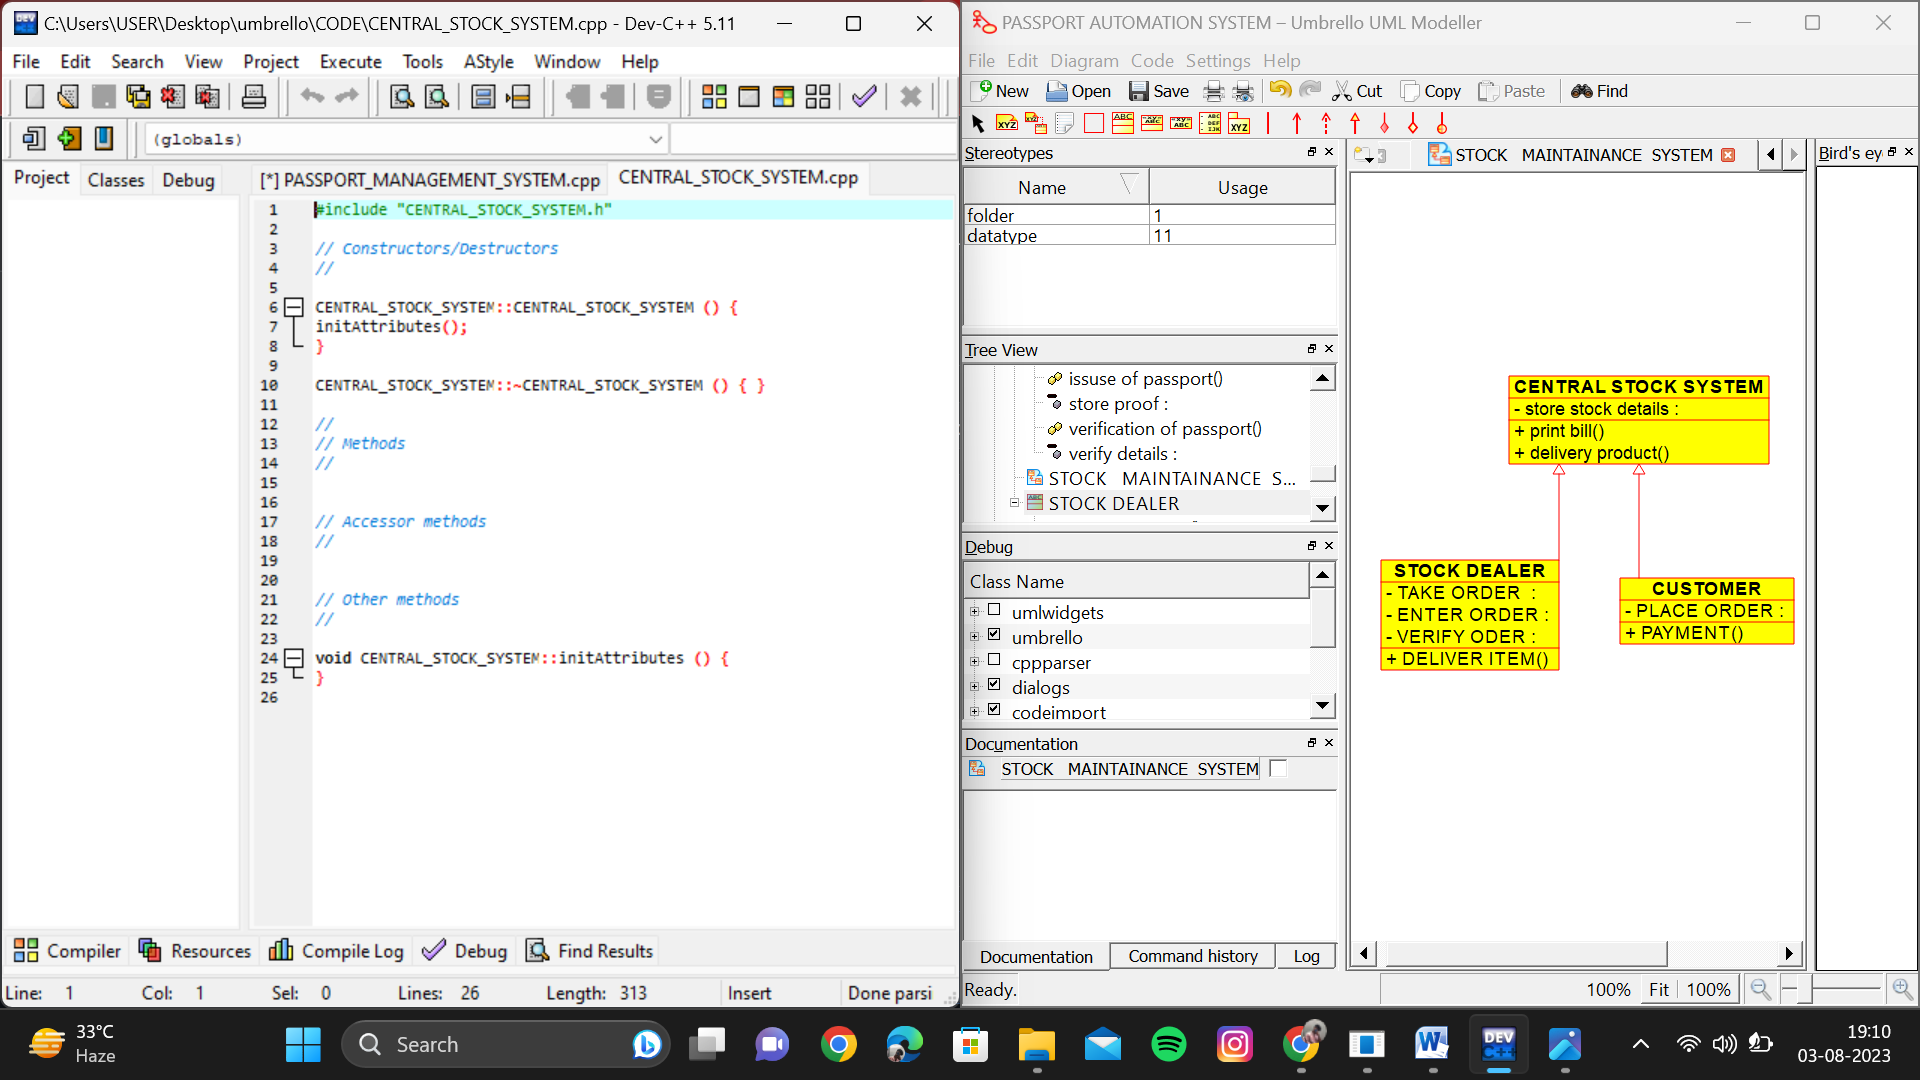 C:\Users\USER\Desktop\umbrello\CODE\CENTRAL_STOCK_SYSTEM.cpp - Dev-C++ 5.11
File Edit Search View Project Execute Tools AStyle Window Help
(globals)
Project Classes Debug
[*] PASSPORT_MANAGEMENT_SYSTEM.cpp CENTRAL_STOCK_SYSTEM.cpp
1 #include "CENTRAL_STOCK_SYSTEM.h"
2
3 // Constructors/Destructors
4 //
5
6 CENTRAL_STOCK_SYSTEM::CENTRAL_STOCK_SYSTEM () {
7 initAttributes();
8 }
9
10 CENTRAL_STOCK_SYSTEM::~CENTRAL_STOCK_SYSTEM () { }
11
12 //
13 // Methods
14 //
15
16
17 // Accessor methods
18 //
19
20
21 // Other methods
22 //
23
24 void CENTRAL_STOCK_SYSTEM::initAttributes () {
25 }
26
Compiler Resources Compile Log Debug Find Results
Line: 1 Col: 1 Sel: 0 Lines: 26 Length: 313 Insert Done parsi
PASSPORT AUTOMATION SYSTEM – Umbrello UML Modeller
File Edit Diagram Code Settings Help
New Open Save Cut Copy Paste Find
Stereotypes
Name Usage
folder 1
datatype 11
Tree View
issuse of passport()
store proof :
verification of passport()
verify details :
STOCK MAINTAINANCE S...
STOCK DEALER
Debug
Class Name
umlwidgets
umbrello
cppparser
dialogs
codeimport
Documentation
STOCK MAINTAINANCE SYSTEM
Documentation Command history Log
Ready.
STOCK MAINTAINANCE SYSTEM
Bird's ey
CENTRAL STOCK SYSTEM
- store stock details :
+ print bill()
+ delivery product()
STOCK DEALER
- TAKE ORDER :
- ENTER ORDER :
- VERIFY ODER :
+ DELIVER ITEM()
CUSTOMER
- PLACE ORDER :
+ PAYMENT()
100% Fit 100%
33°C
Haze
Search
DEV
C++
19:10
03-08-2023